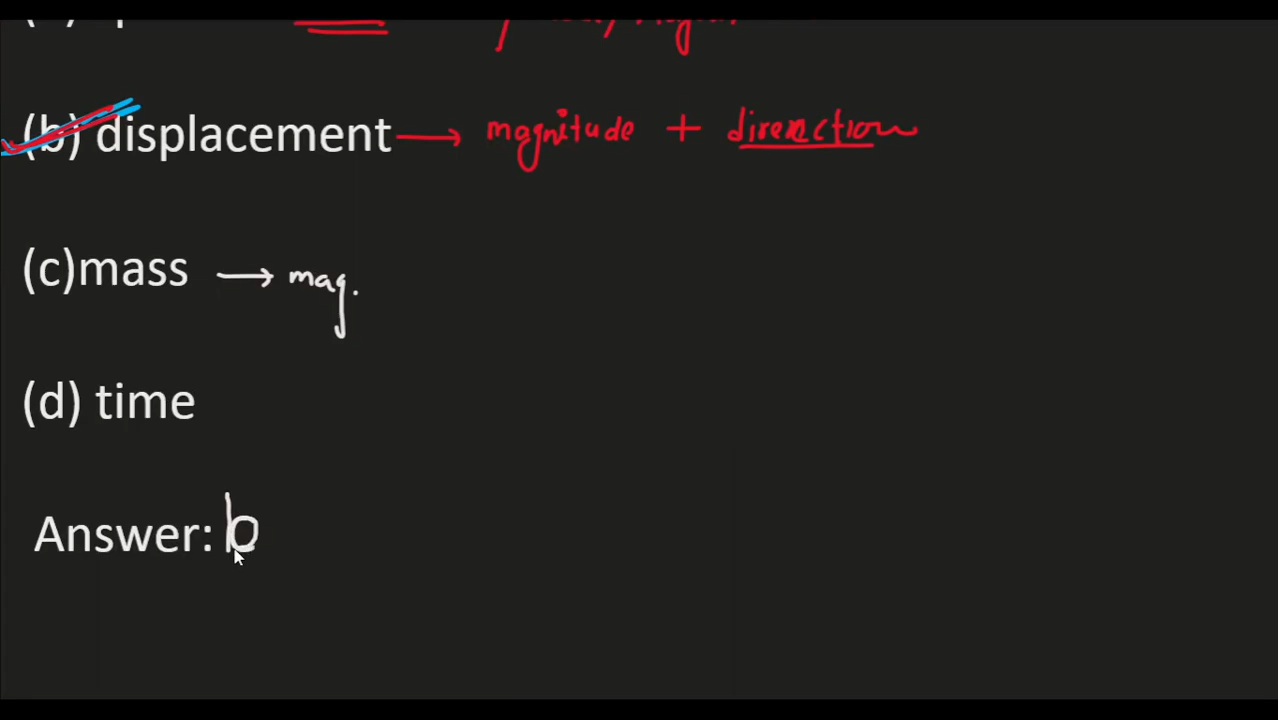 (b) displacement → magnitude + direction
(c)mass → mag.
(d) time
Answer: b